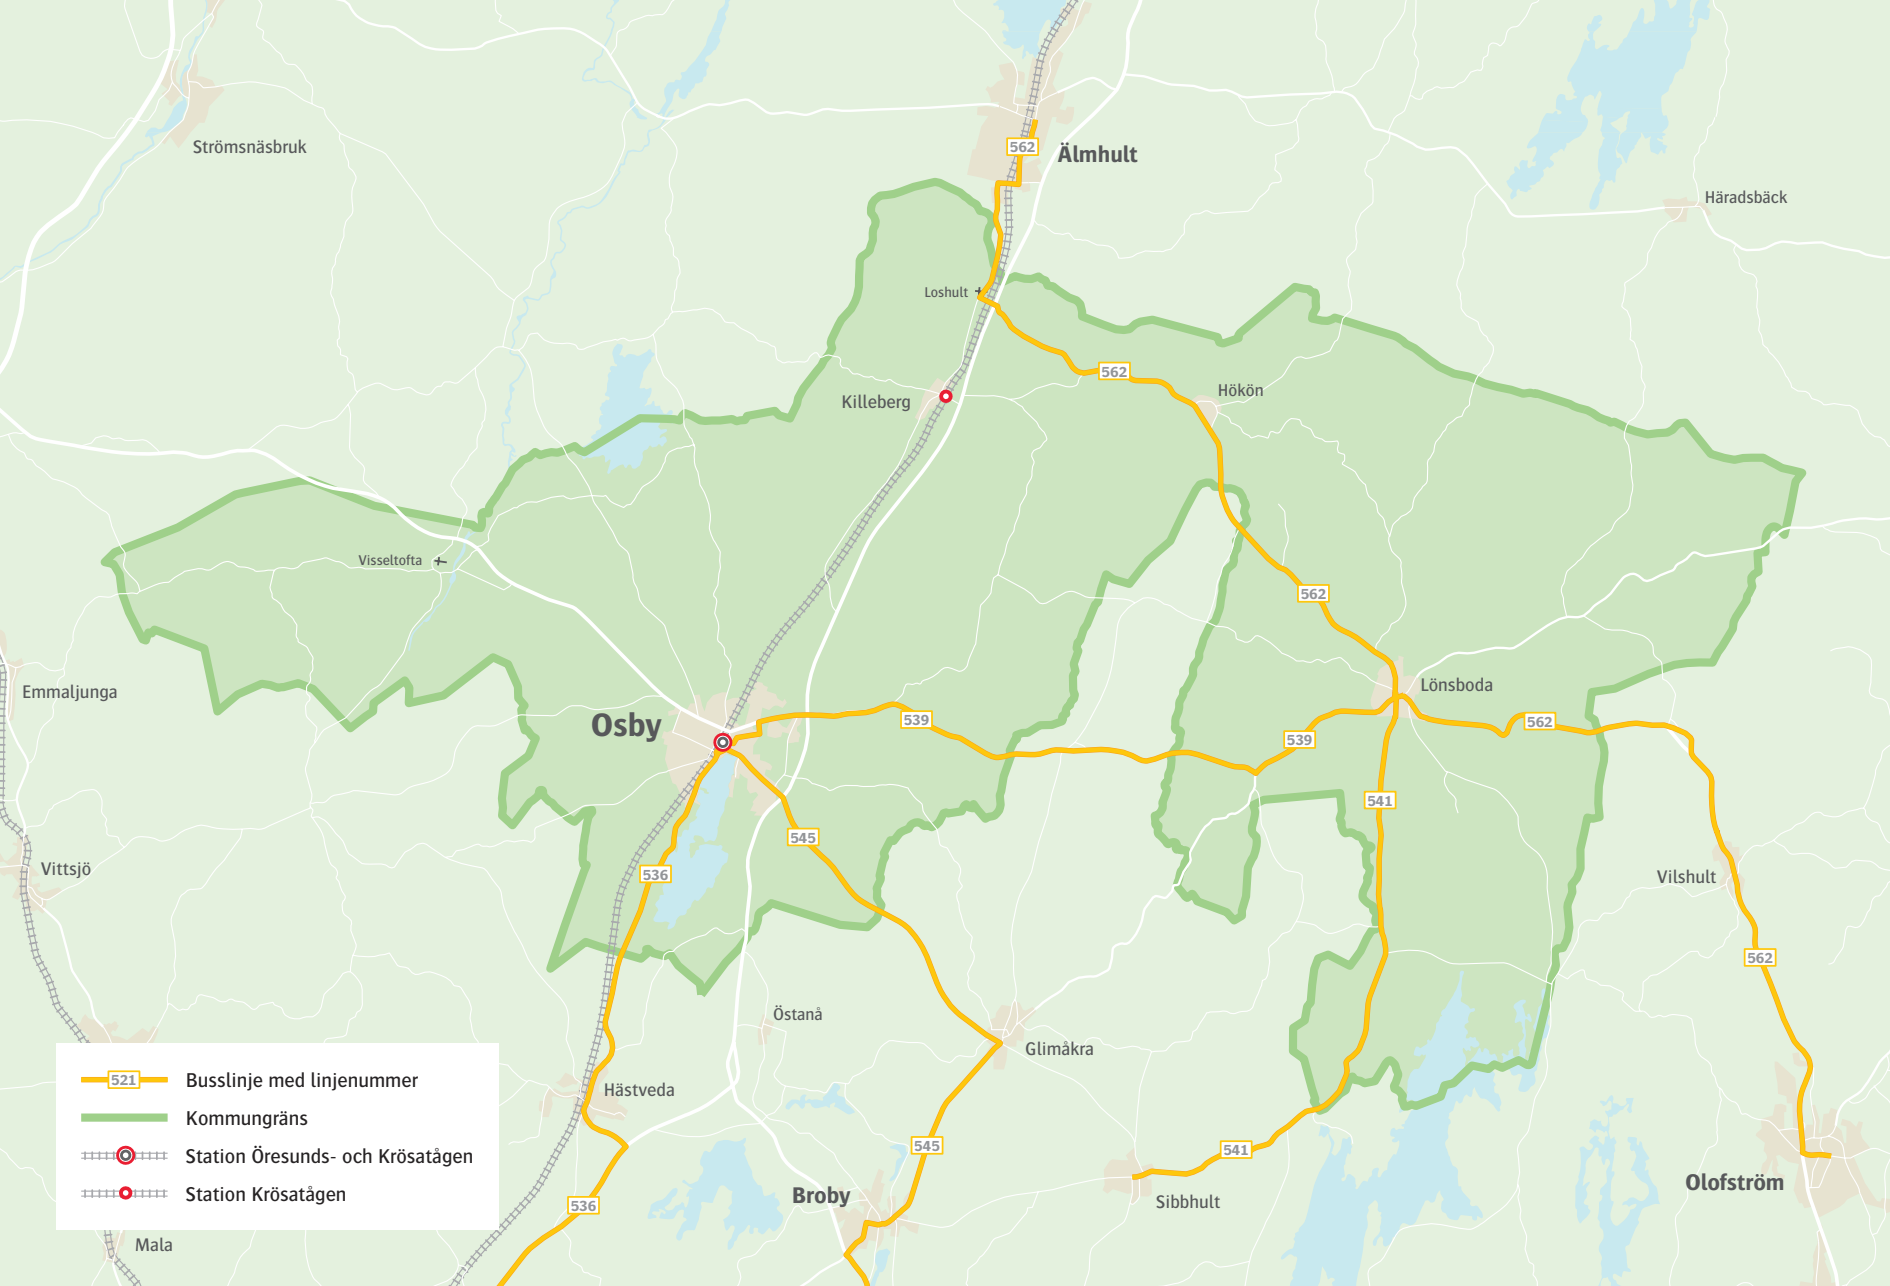 Strömsnäsbruk
562
Älmhult
Häradsbäck
Loshult
562
Hökön
Killeberg
Visseltofta
562
Emmaljunga
Lönsboda
Osby
539
562
539
541
545
Vittsjö
536
Vilshult
562
Östanå
Glimåkra
521 Busslinje med linjenummer
Hästveda
Kommungräns
545
541
Station Öresunds- och Krösatågen
Olofström
Station Krösatågen
Broby
Sibbhult
536
Mala